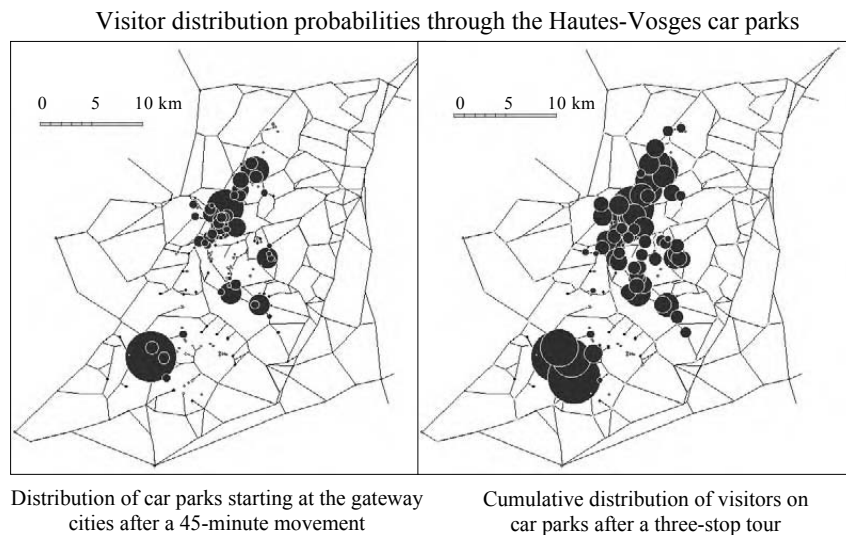 Visitor distribution probabilities through the Hautes-Vosges car parks
0 5 10 km
0 5 10 km
Distribution of car parks starting at the gateway
cities after a 45-minute movement
Cumulative distribution of visitors on
car parks after a three-stop tour